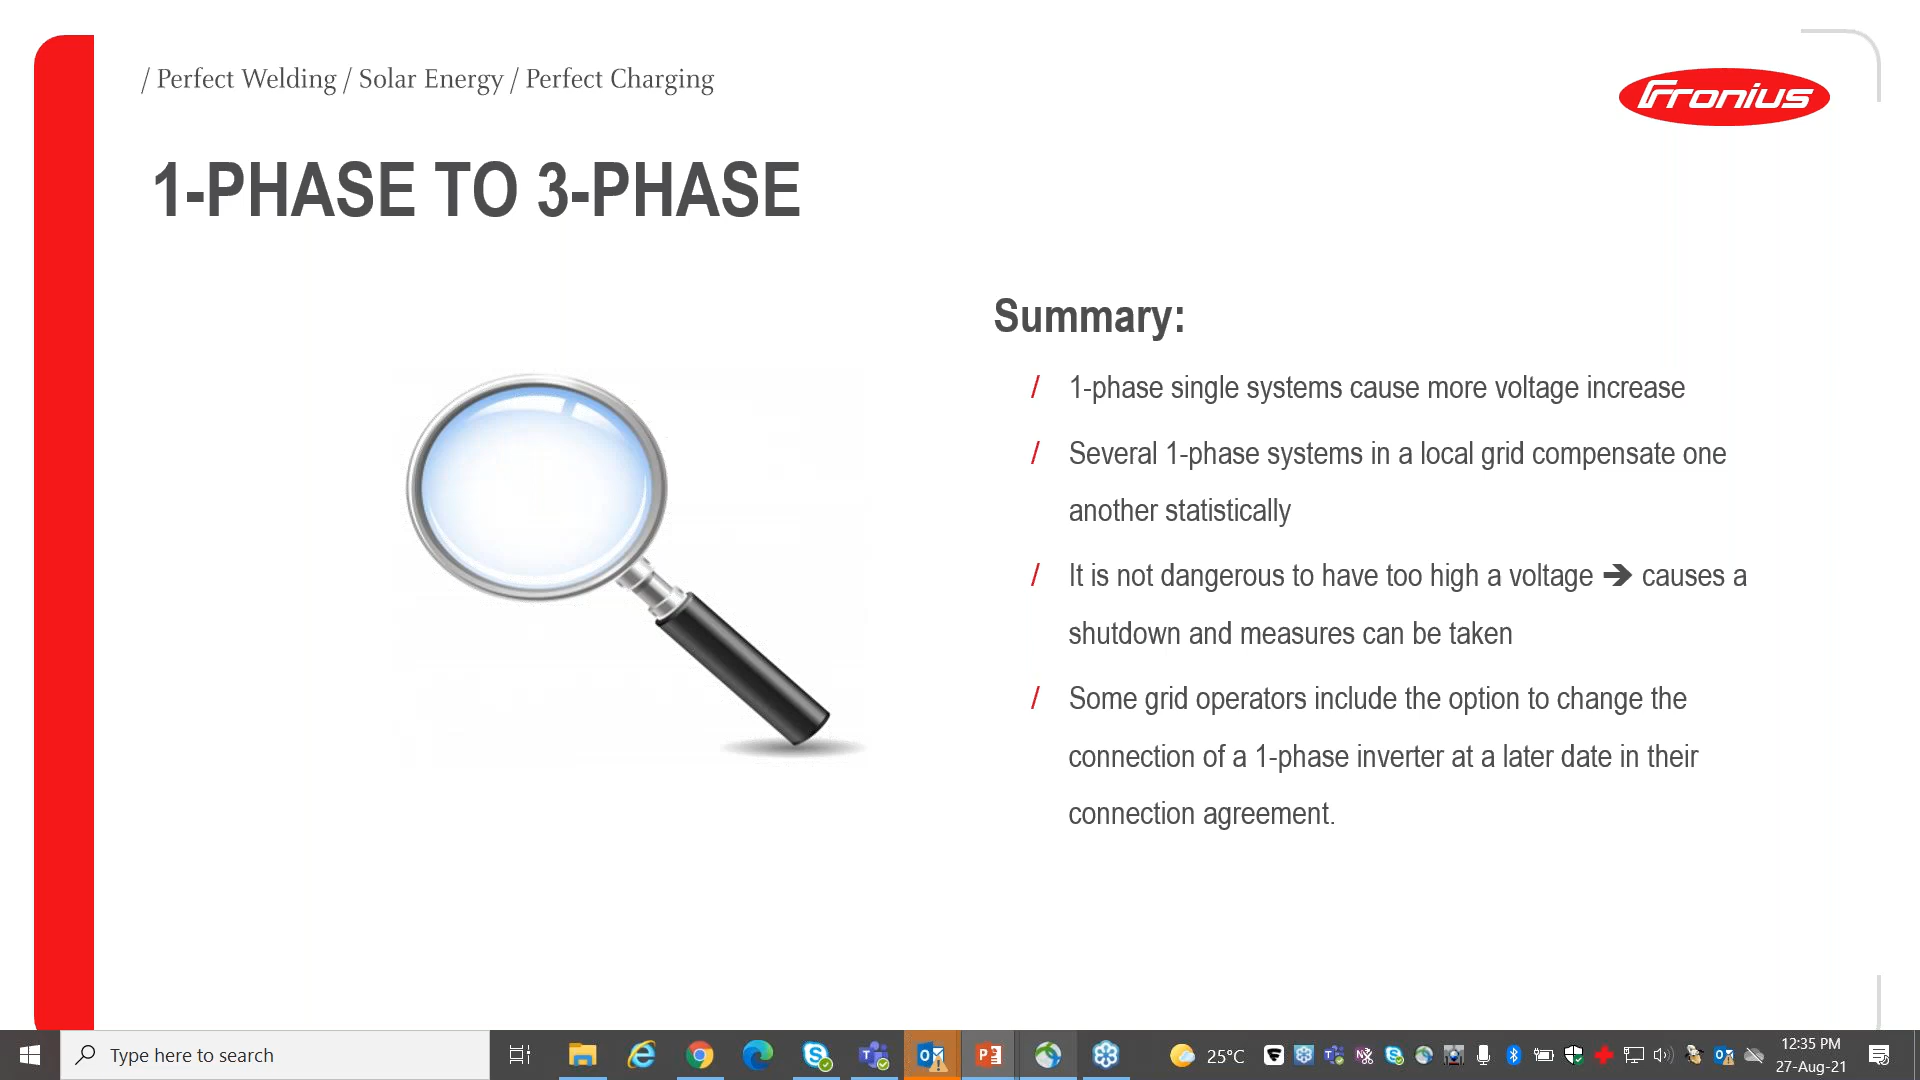 / Perfect Welding / Solar Energy / Perfect Charging
Fronius
1-PHASE TO 3-PHASE
Summary:
/ 1-phase single systems cause more voltage increase
/ Several 1-phase systems in a local grid compensate one
another statistically
/ It is not dangerous to have too high a voltage → causes a
shutdown and measures can be taken
/ Some grid operators include the option to change the
connection of a 1-phase inverter at a later date in their
connection agreement.
Type here to search
25°C
12:35 PM
27-Aug-21